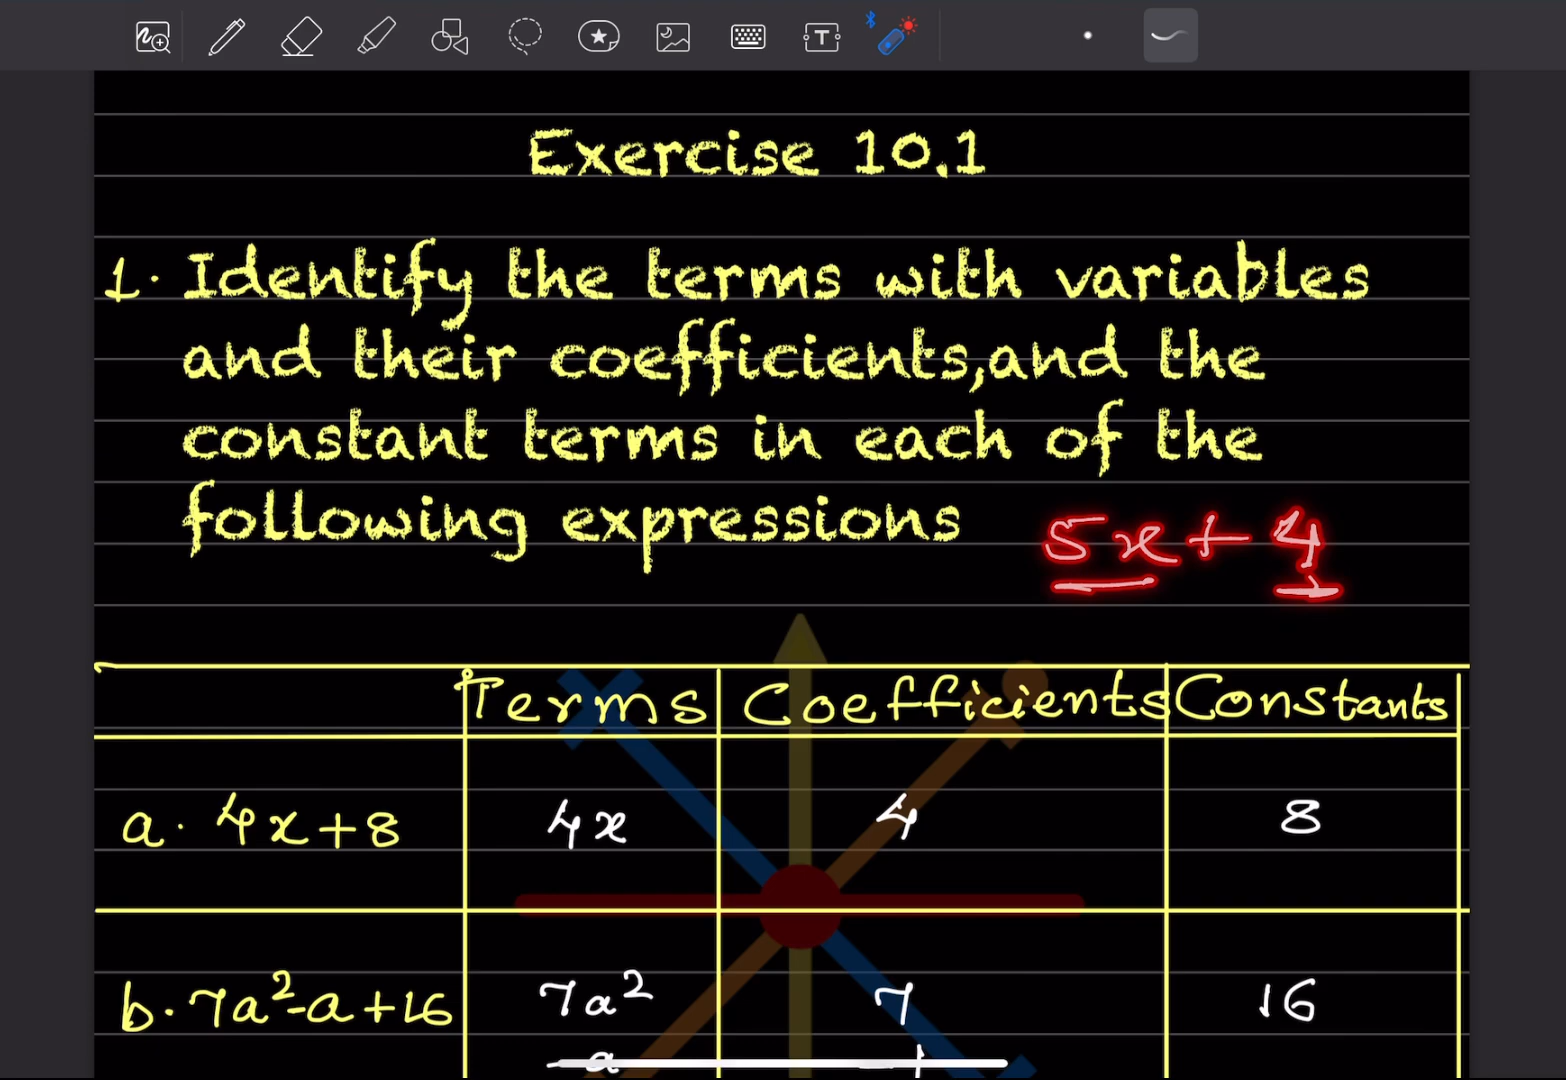 Exercise 10.1
1. Identify the terms with variables
and their coefficients,and the
constant terms in each of the
following expressions
5x + 4
Terms Coefficients Constants
a. 4x+8 4x 4 8
b. 7a²-a+16 7a² 7 16